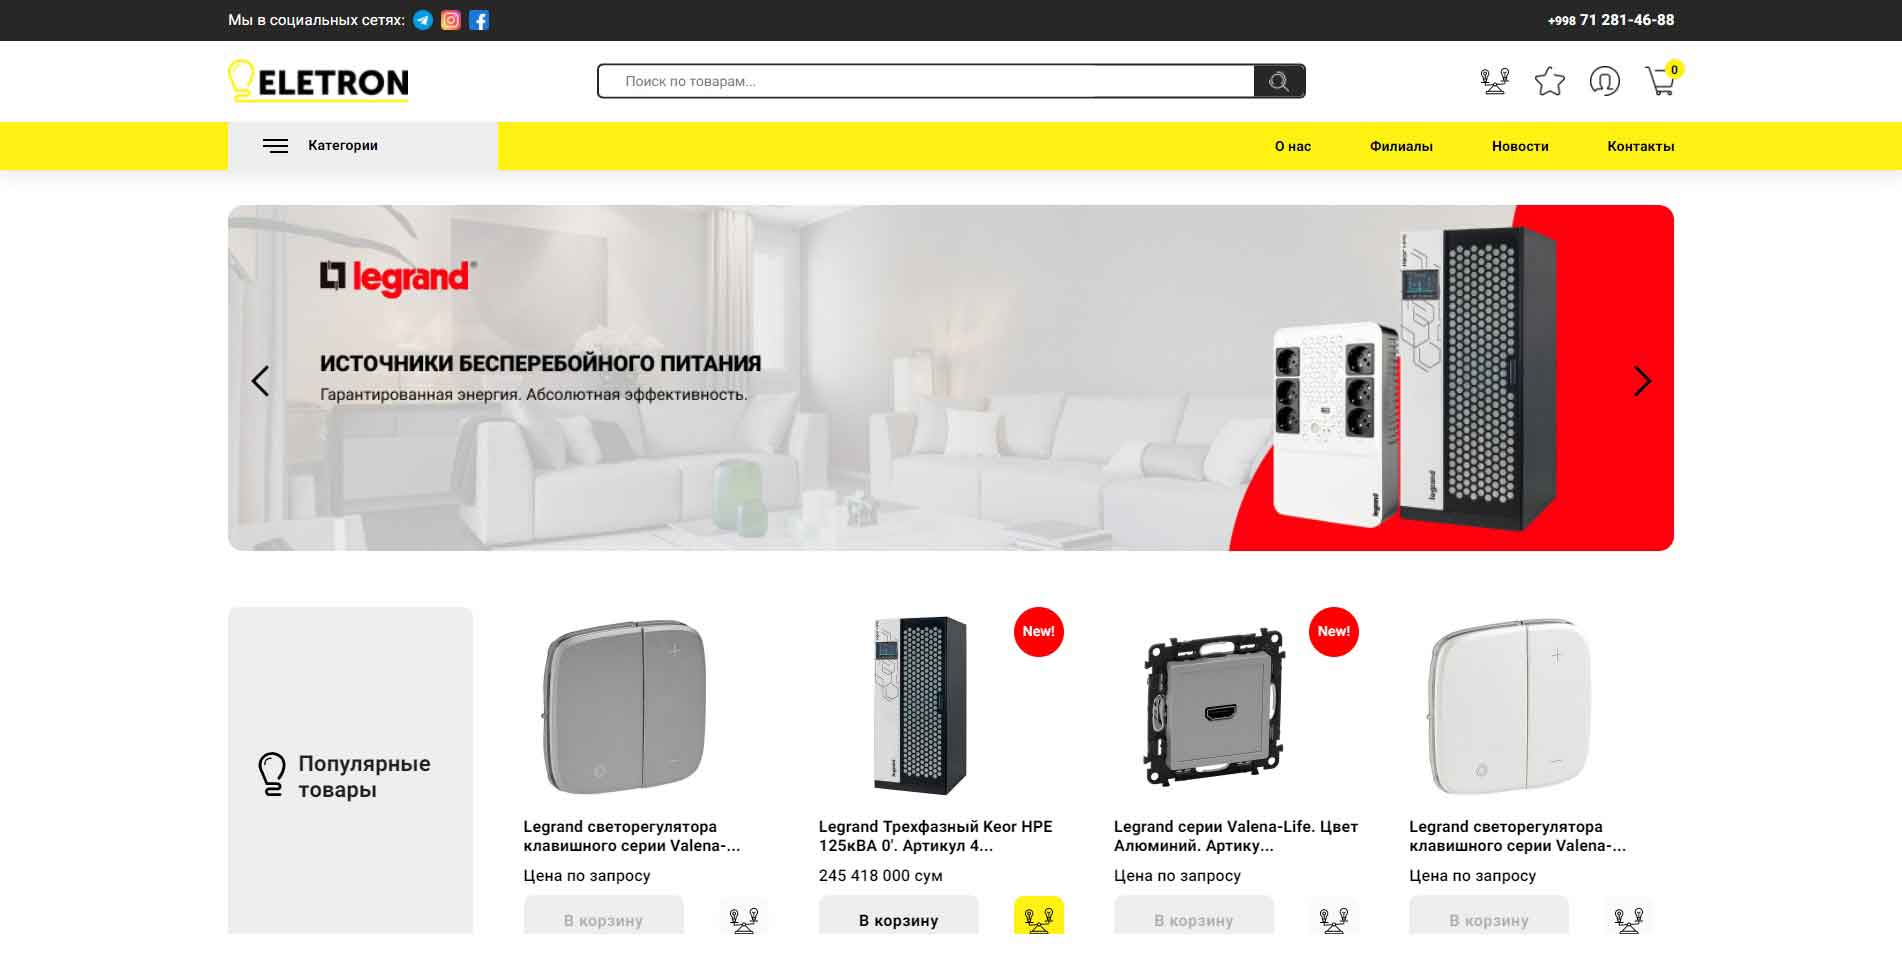 Мы в социальных сетях:
+998 71 281-46-88
ELETRON
Поиск по товарам...
0
Категории
О нас
Филиалы
Новости
Контакты
legrand®
ИСТОЧНИКИ БЕСПЕРЕБОЙНОГО ПИТАНИЯ
Гарантированная энергия. Абсолютная эффективность.
legrand
legrand
Популярные
товары
New!
New!
Legrand светорегулятора
клавишного серии Valena-...
Цена по запросу
В корзину
Legrand Трехфазный Keor HPE
125кВА 0'. Артикул 4...
245 418 000 сум
В корзину
Legrand серии Valena-Life. Цвет
Алюминий. Артику...
Цена по запросу
В корзину
Legrand светорегулятора
клавишного серии Valena-...
Цена по запросу
В корзину